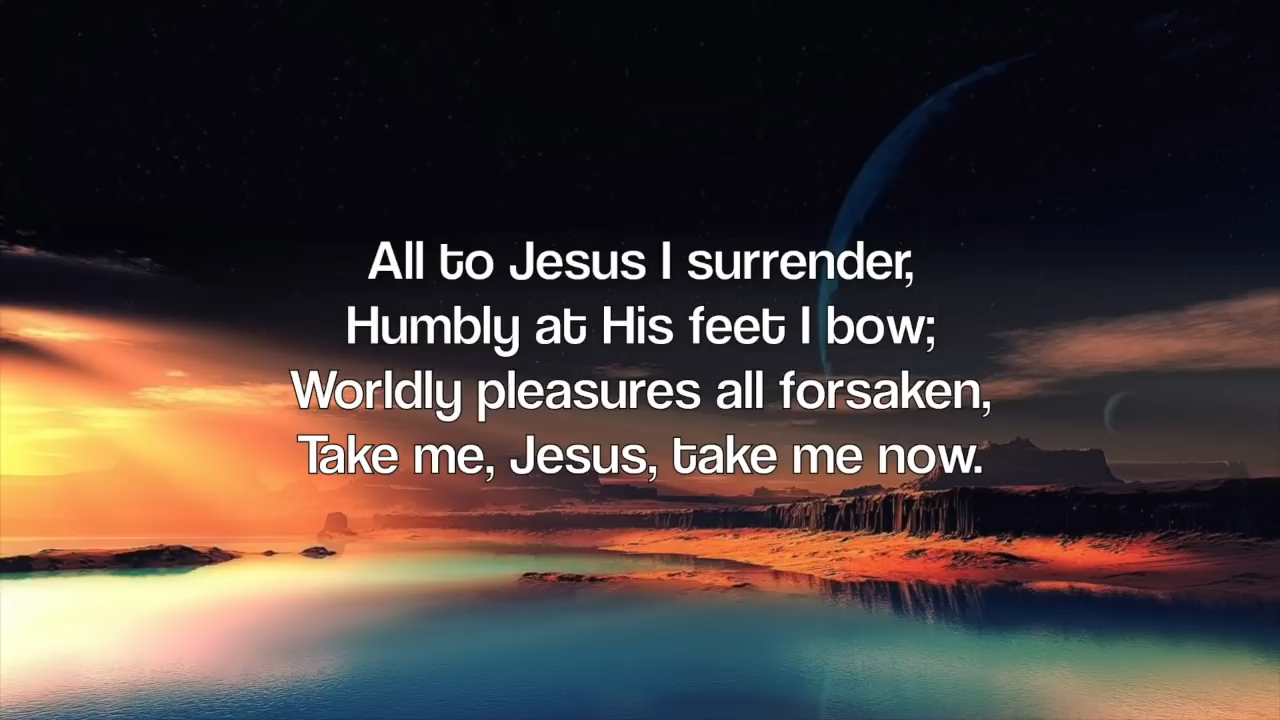 All to Jesus I surrender,
Humbly at His feet I bow;
Worldly pleasures all forsaken,
Take me, Jesus, take me now.